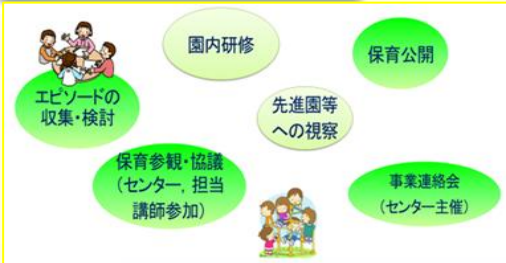 園内研修
保育公開
エピソードの
収集・検討
先進園等
への視察
保育参観・協議
(センター, 担当
講師参加)
事業連絡会
(センター主催)